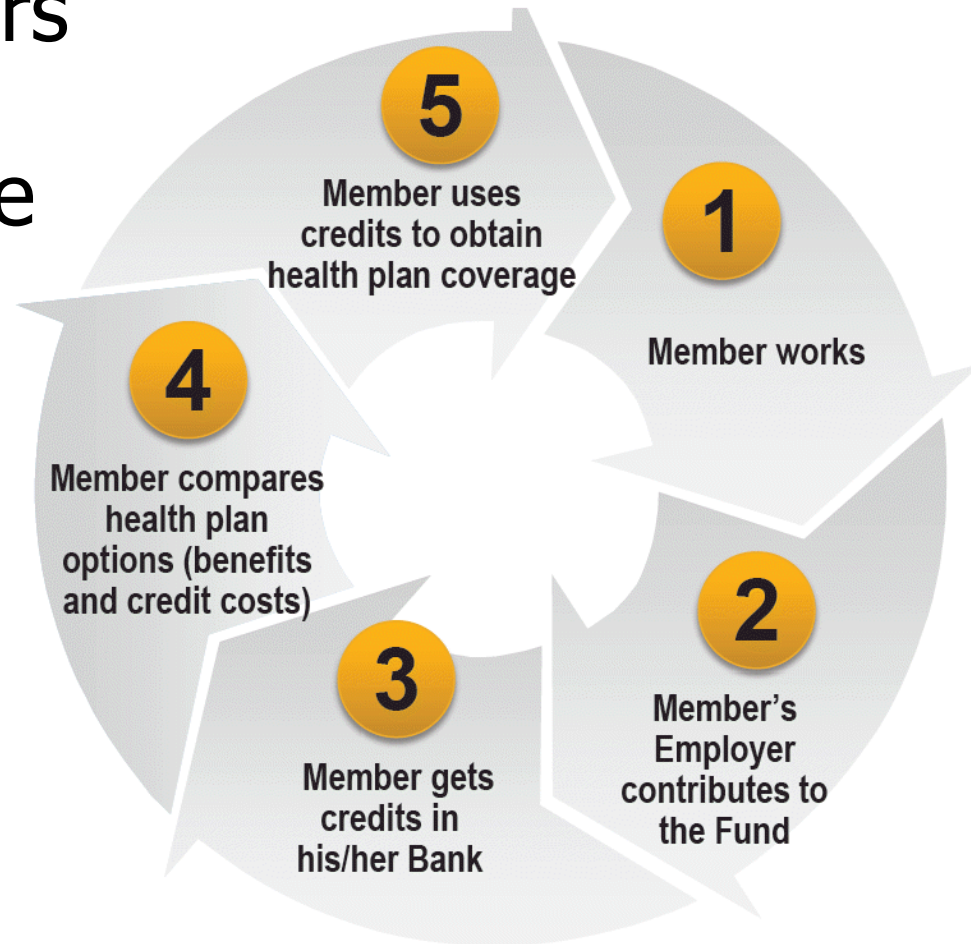 rs
e
1
Member works
2
Member’s
Employer
contributes to
the Fund
3
Member gets
credits in
his/her Bank
4
Member compares
health plan
options (benefits
and credit costs)
5
Member uses
credits to obtain
health plan coverage